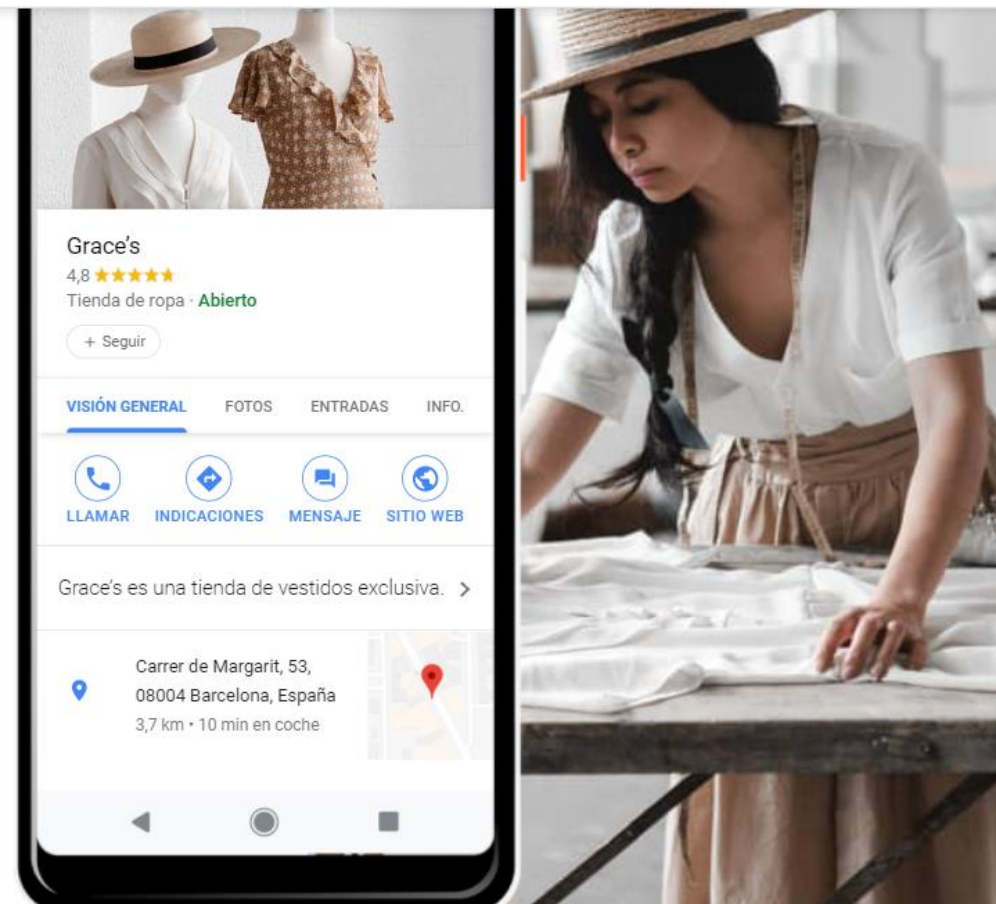 Grace's
4,8
Tienda de ropa · Abierto
+ Seguir
VISIÓN GENERAL FOTOS ENTRADAS INFO.
LLAMAR INDICACIONES MENSAJE SITIO WEB
Grace's es una tienda de vestidos exclusiva.
Carrer de Margarit, 53,
08004 Barcelona, España
3,7 km • 10 min en coche